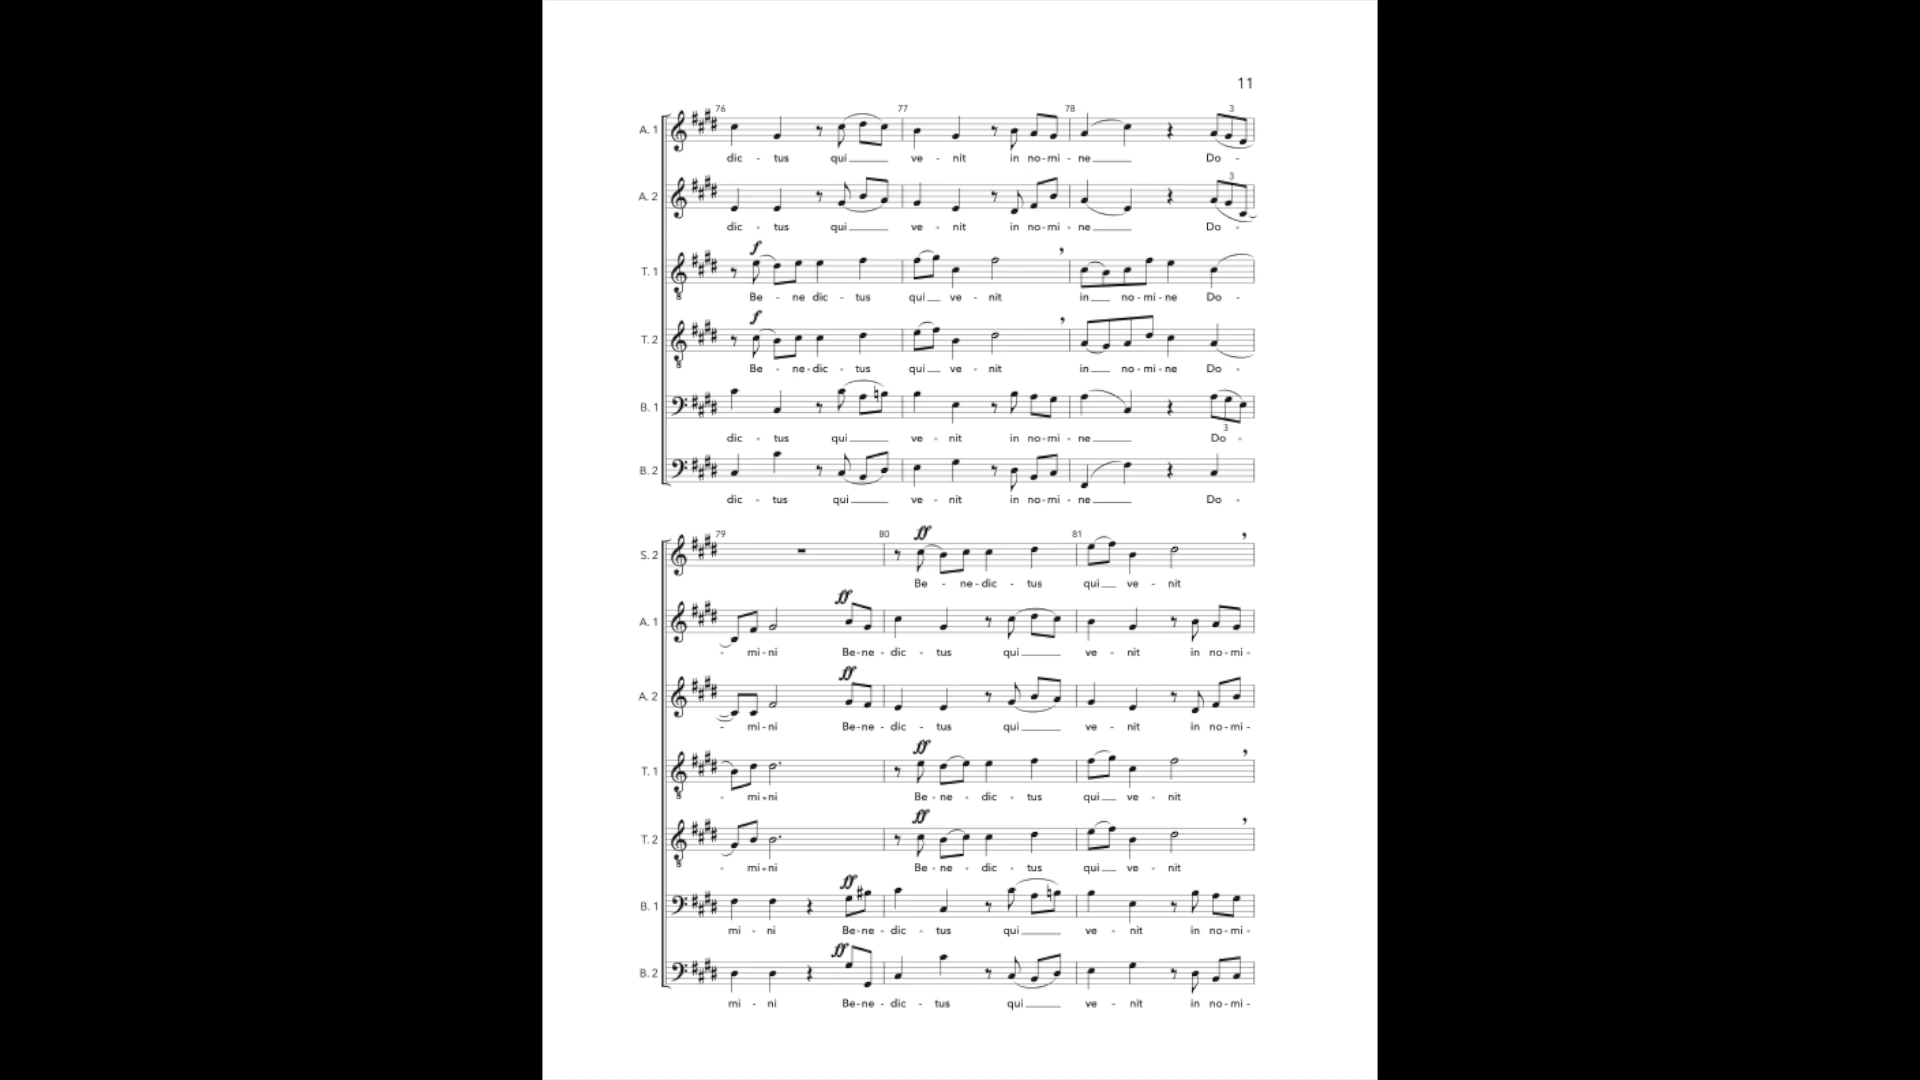 11
76 77 78 3
A. 1
dic - tus qui ve - nit in no - mi - ne Do -
3
A. 2
dic - tus qui ve - nit in no - mi - ne Do -
f
T. 1
8
Be - ne dic - tus qui ve - nit in no - mi - ne Do -
f
T. 2
8
Be - ne - dic - tus qui ve - nit in no - mi - ne Do -
B. 1
3
dic - tus qui ve - nit in no - mi - ne Do -
B. 2
dic - tus qui ve - nit in no - mi - ne Do -
79 80 ff 81
S. 2
Be - ne - dic - tus qui ve - nit
ff
A. 1
- mi - ni Be - ne - dic - tus qui ve - nit in no - mi -
ff
A. 2
- mi - ni Be - ne - dic - tus qui ve - nit in no - mi -
ff
T. 1
8
- mi - ni Be - ne - dic - tus qui ve - nit
ff
T. 2
8
- mi - ni Be - ne - dic - tus qui ve - nit
ff
B. 1
mi - ni Be - ne - dic - tus qui ve - nit in no - mi -
ff
B. 2
mi - ni Be - ne - dic - tus qui ve - nit in no - mi -